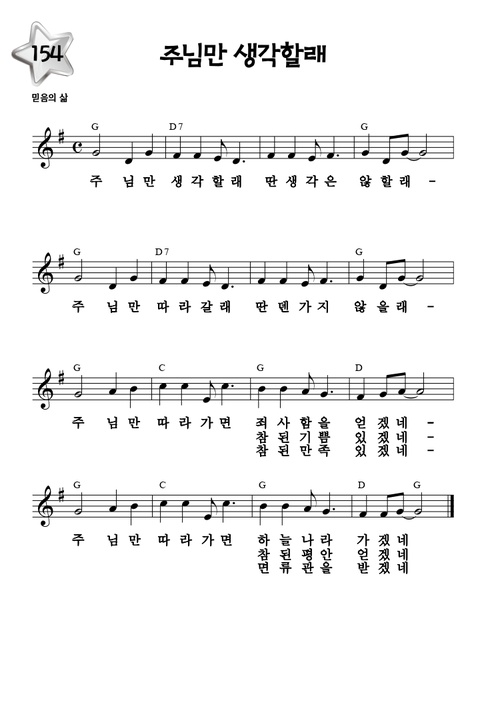 154
주님만 생각할래
믿음의 삶
G D7 G
주 님 만 생 각 할 래 딴 생 각 은 않 할 래 -
G D7 G
주 님 만 따 라 갈 래 딴 덴 가 지 않 을 래 -
G C G D
주 님 만 따 라 가 면 죄 사 함 을 얻 겠 네 -
참 된 기 쁨 있 겠 네 -
참 된 만 족 있 겠 네 -
G C G D G
주 님 만 따 라 가 면 하 늘 나 라 가 겠 네
참 된 평 안 얻 겠 네
면 류 관 을 받 겠 네